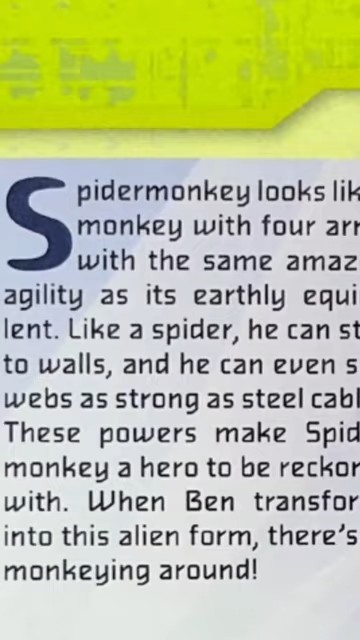 Spidermonkey looks lik
monkey with four arr
with the same amaz
agility as its earthly equi
lent. Like a spider, he can st
to walls, and he can even s
webs as strong as steel cabl
These powers make Spid
monkey a hero to be reckor
with. When Ben transfor
into this alien form, there's
monkeying around!